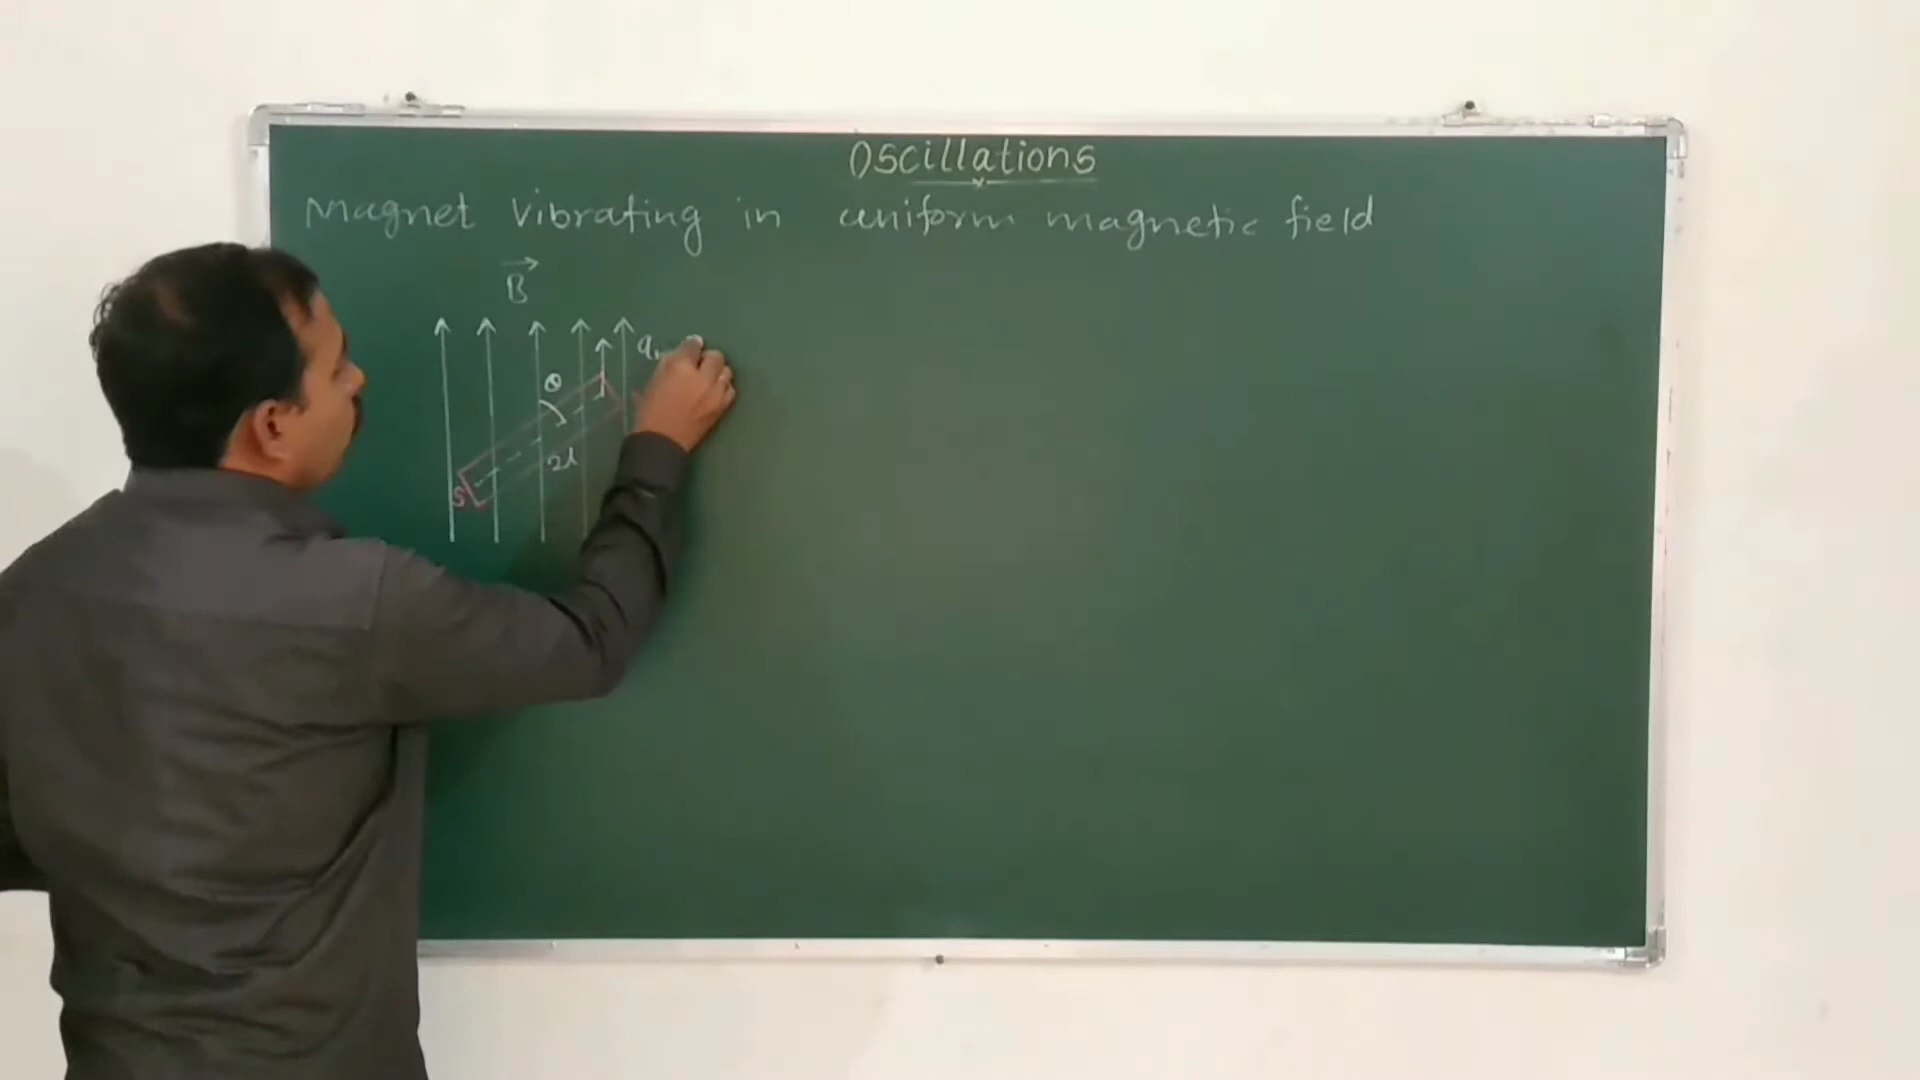 Oscillations
Magnet Vibrating in uniform magnetic field
B
θ
2l
S